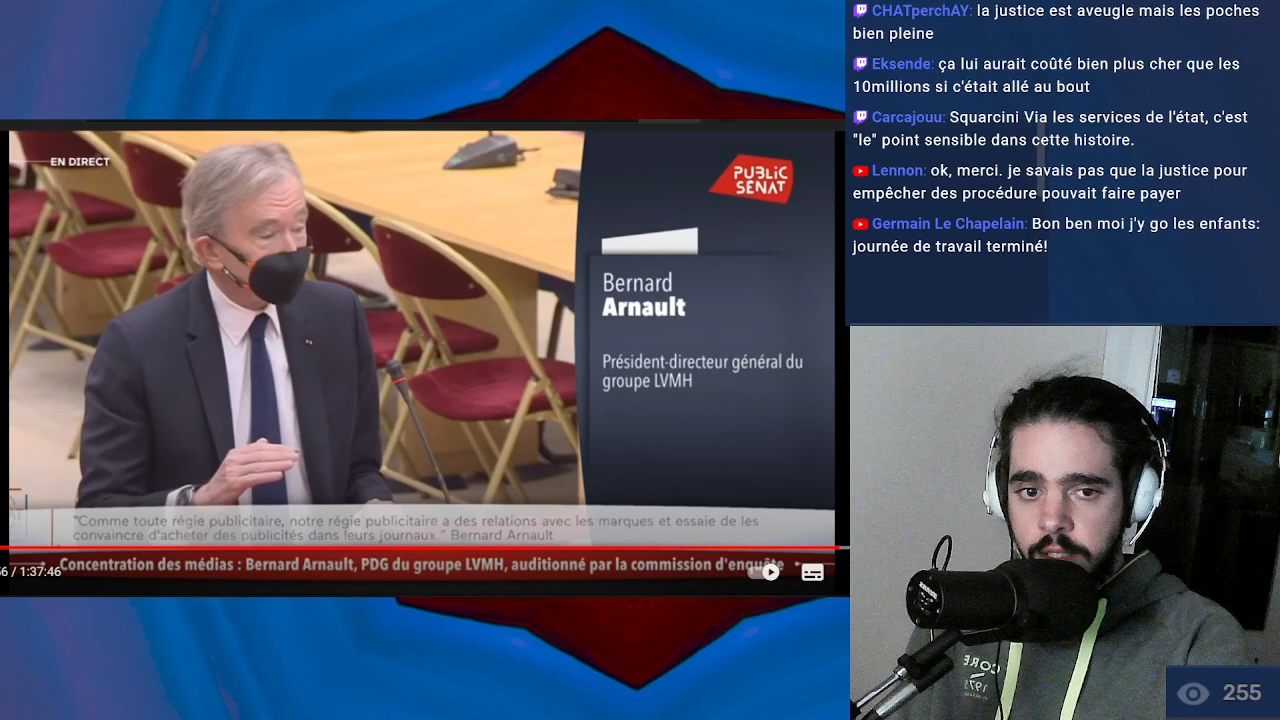 EN DIRECT
PUBLIC
SÉNAT
Bernard
Arnault
Président-directeur général du
groupe LVMH
"Comme toute régie publicitaire, notre régie publicitaire a des relations avec les marques et essaie de les
convaincre d'acheter des publicités dans leurs journaux." Bernard Arnault
Concentration des médias : Bernard Arnault, PDG du groupe LVMH, auditionné par la commission d'enquête
6 / 1:37:46
CHATperchAY: la justice est aveugle mais les poches
bien pleine
Eksende: ça lui aurait coûté bien plus cher que les
10millions si c'était allé au bout
Carcajouu: Squarcini Via les services de l'état, c'est
"le" point sensible dans cette histoire.
Lennon: ok, merci. je savais pas que la justice pour
empêcher des procédure pouvait faire payer
Germain Le Chapelain: Bon ben moi j'y go les enfants:
journée de travail terminé!
CORE
1975
255